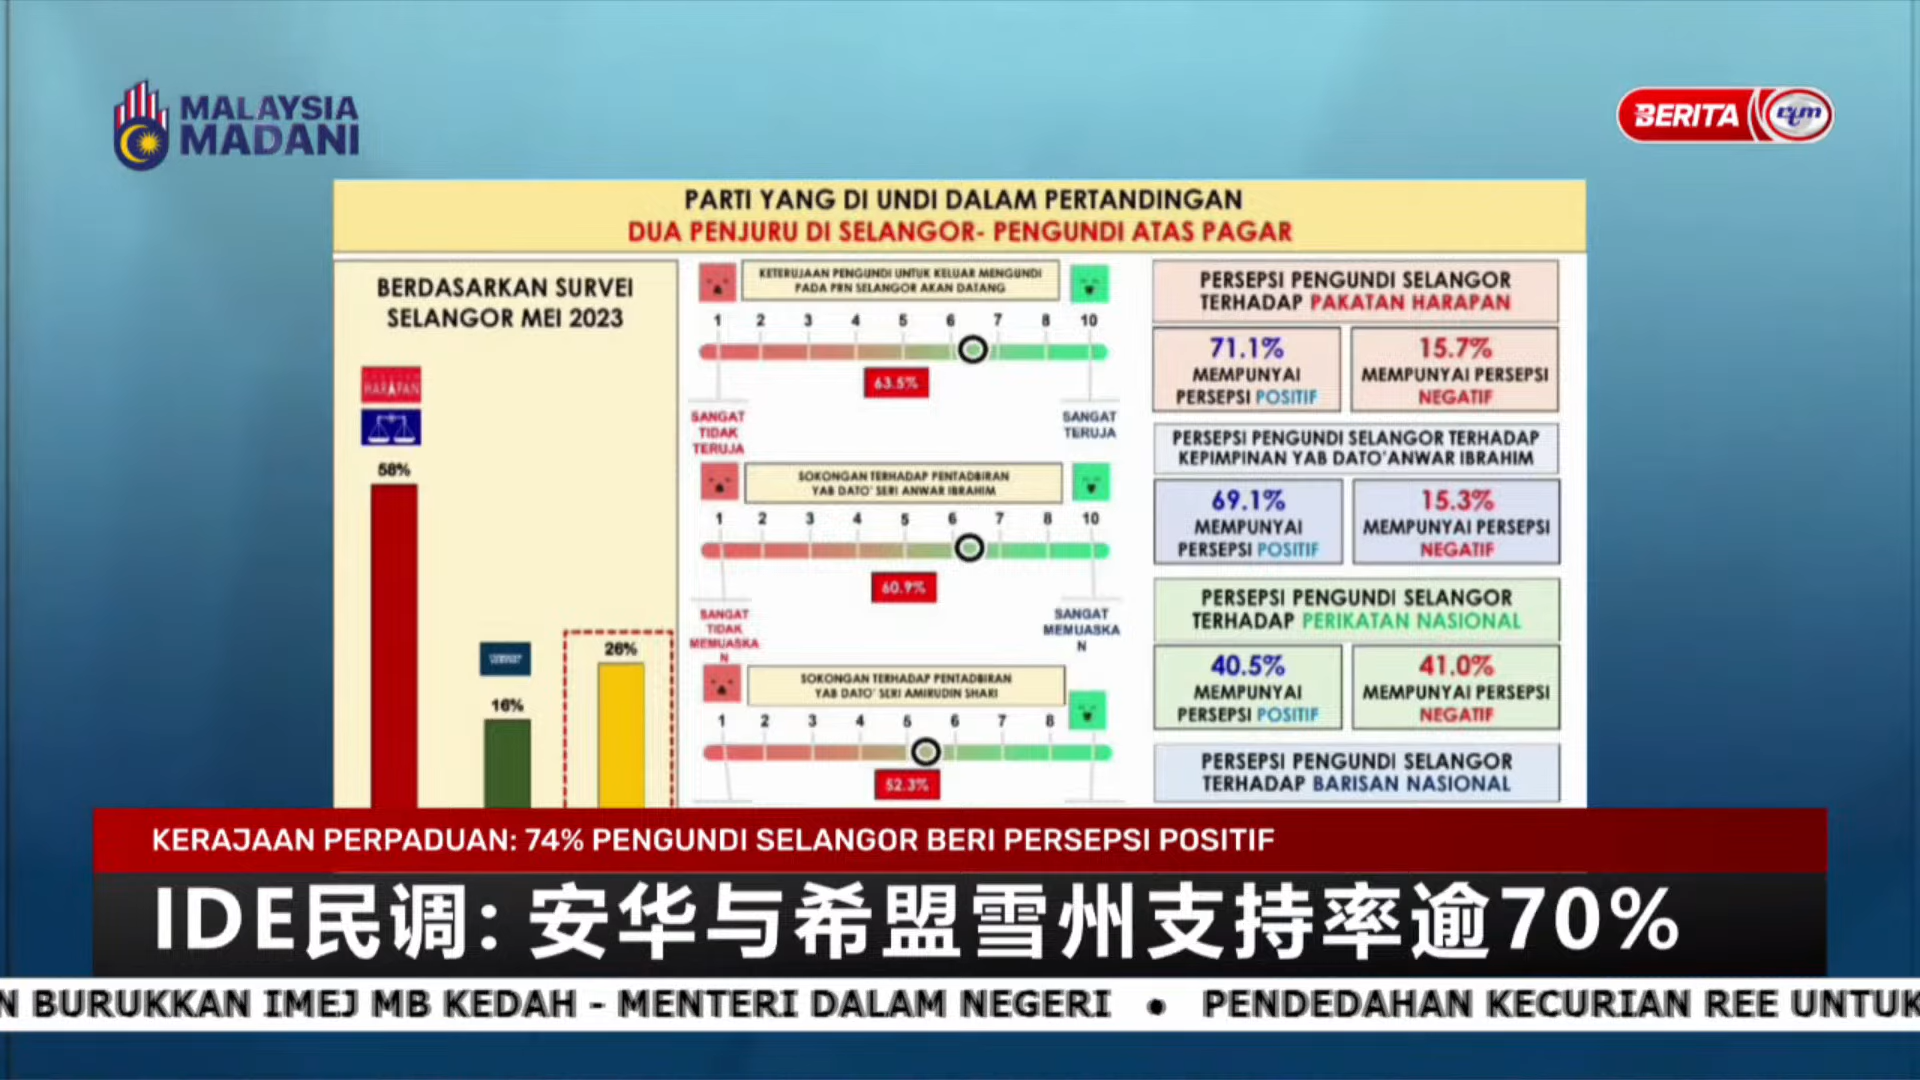 MALAYSIA
MADANI
BERITA rtm
PARTI YANG DI UNDI DALAM PERTANDINGAN
DUA PENJURU DI SELANGOR- PENGUNDI ATAS PAGAR
BERDASARKAN SURVEI
SELANGOR MEI 2023
HARAPAN
58%
16%
26%
KETERUJAAN PENGUNDI UNTUK KELUAR MENGUNDI
PADA PRN SELANGOR AKAN DATANG
1 2 3 4 5 6 7 8 10
63.5%
SANGAT
TIDAK
TERUJA
SANGAT
TERUJA
SOKONGAN TERHADAP PENTADBIRAN
YAB DATO' SERI ANWAR IBRAHIM
1 2 3 4 5 6 7 8 10
60.9%
SANGAT
TIDAK
MEMUASKA
N
SANGAT
MEMUASKA
N
SOKONGAN TERHADAP PENTADBIRAN
YAB DATO' SERI AMIRUDIN SHARI
1 2 3 4 5 6 7 8
52.3%
PERSEPSI PENGUNDI SELANGOR
TERHADAP PAKATAN HARAPAN
71.1%
MEMPUNYAI
PERSEPSI POSITIF
15.7%
MEMPUNYAI PERSEPSI
NEGATIF
PERSEPSI PENGUNDI SELANGOR TERHADAP
KEPIMPINAN YAB DATO'ANWAR IBRAHIM
69.1%
MEMPUNYAI
PERSEPSI POSITIF
15.3%
MEMPUNYAI PERSEPSI
NEGATIF
PERSEPSI PENGUNDI SELANGOR
TERHADAP PERIKATAN NASIONAL
40.5%
MEMPUNYAI
PERSEPSI POSITIF
41.0%
MEMPUNYAI PERSEPSI
NEGATIF
PERSEPSI PENGUNDI SELANGOR
TERHADAP BARISAN NASIONAL
KERAJAAN PERPADUAN: 74% PENGUNDI SELANGOR BERI PERSEPSI POSITIF
IDE民调: 安华与希盟雪州支持率逾70%
N BURUKKAN IMEJ MB KEDAH - MENTERI DALAM NEGERI • PENDEDAHAN KECURIAN REE UNTUK